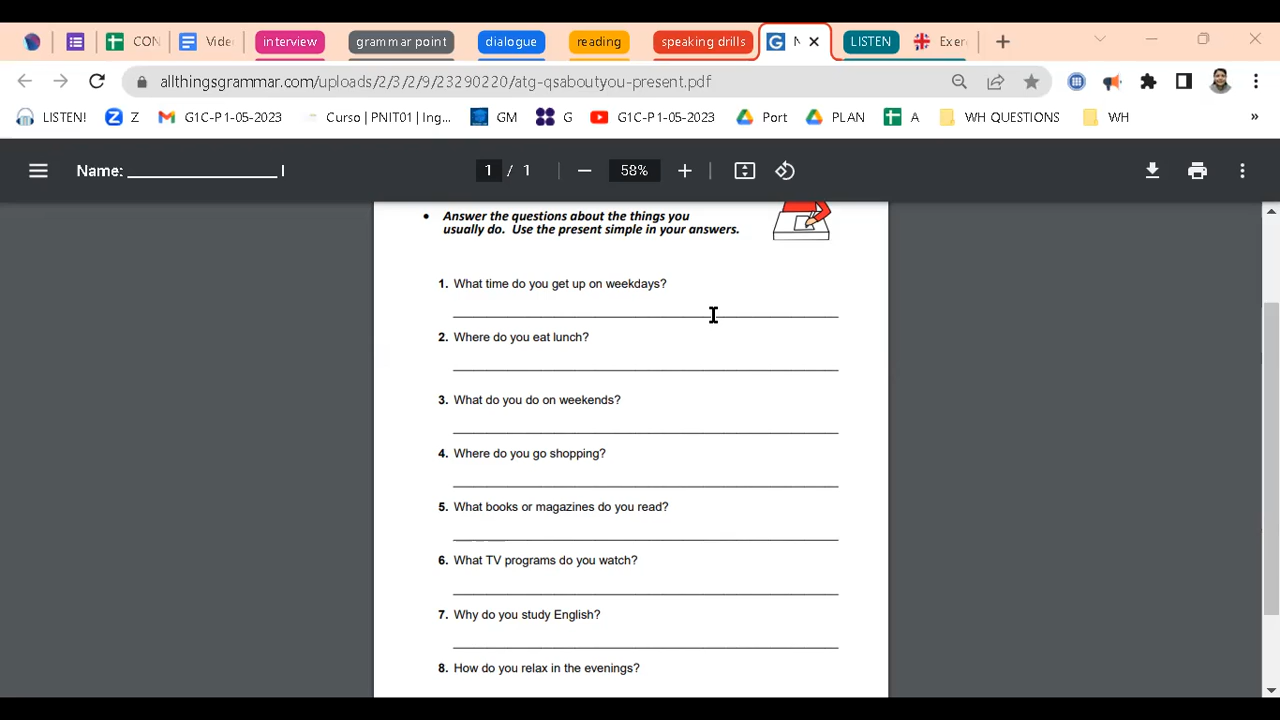 CON
Vide
interview
grammar point
dialogue
reading
speaking drills
G
LISTEN
Exer
allthingsgrammar.com/uploads/2/3/2/9/23290220/ag-qsaboutyou-present.pdf
LISTEN!
Z
G1C-P1-05-2023
Curso | PNIT01 | Ing...
GM
G
G1C-P1-05-2023
Port
PLAN
A
WH QUESTIONS
WH
»
Name: ________________ I
1 / 1
58%
• Answer the questions about the things you
usually do. Use the present simple in your answers.
1. What time do you get up on weekdays?
2. Where do you eat lunch?
3. What do you do on weekends?
4. Where do you go shopping?
5. What books or magazines do you read?
6. What TV programs do you watch?
7. Why do you study English?
8. How do you relax in the evenings?